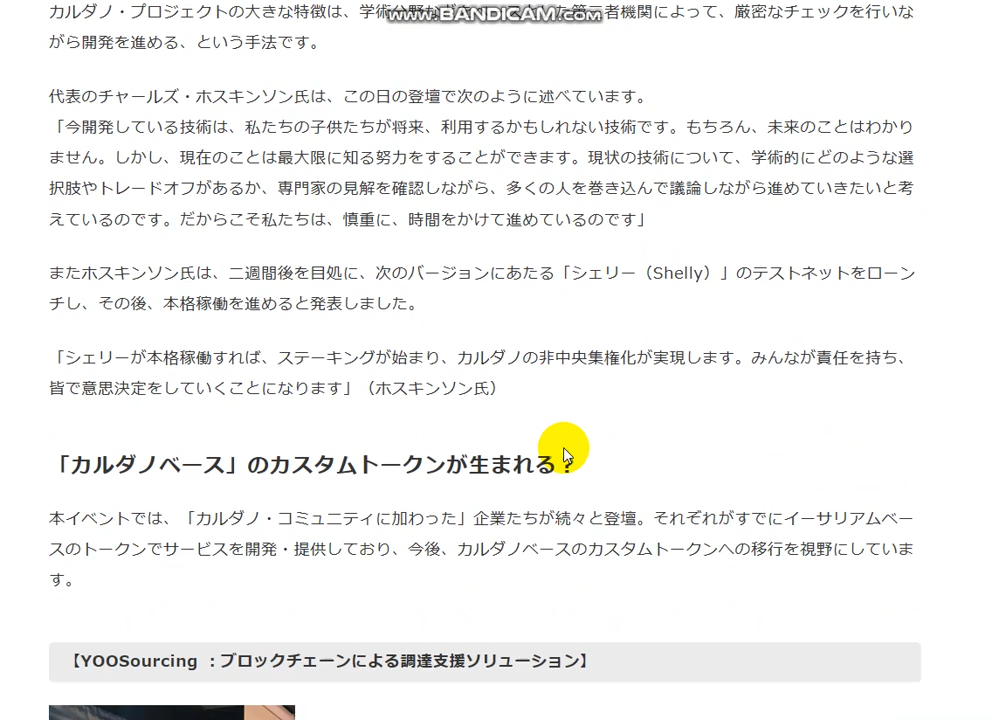 カルダノ・プロジェクトの大きな特徴は、学術分野 第三者機関によって、厳密なチェックを行いな
www.BANDICAM.com
がら開発を進める、という手法です。
代表のチャールズ・ホスキンソン氏は、この日の登壇で次のように述べています。
「今開発している技術は、私たちの子供たちが将来、利用するかもしれない技術です。もちろん、未来のことはわかり
ません。しかし、現在のことは最大限に知る努力をすることができます。現状の技術について、学術的にどのような選
択肢やトレードオフがあるか、専門家の見解を確認しながら、多くの人を巻き込んで議論しながら進めていきたいと考
えているのです。だからこそ私たちは、慎重に、時間をかけて進めているのです」
またホスキンソン氏は、二週間後を目処に、次のバージョンにあたる「シェリー（Shelly）」のテストネットをローン
チし、その後、本格稼働を進めると発表しました。
「シェリーが本格稼働すれば、ステーキングが始まり、カルダノの非中央集権化が実現します。みんなが責任を持ち、
皆で意思決定をしていくことになります」（ホスキンソン氏）
「カルダノベース」のカスタムトークンが生まれる？
本イベントでは、「カルダノ・コミュニティに加わった」企業たちが続々と登壇。それぞれがすでにイーサリアムベー
スのトークンでサービスを開発・提供しており、今後、カルダノベースのカスタムトークンへの移行を視野にしていま
す。
【YOOSourcing ：ブロックチェーンによる調達支援ソリューション】